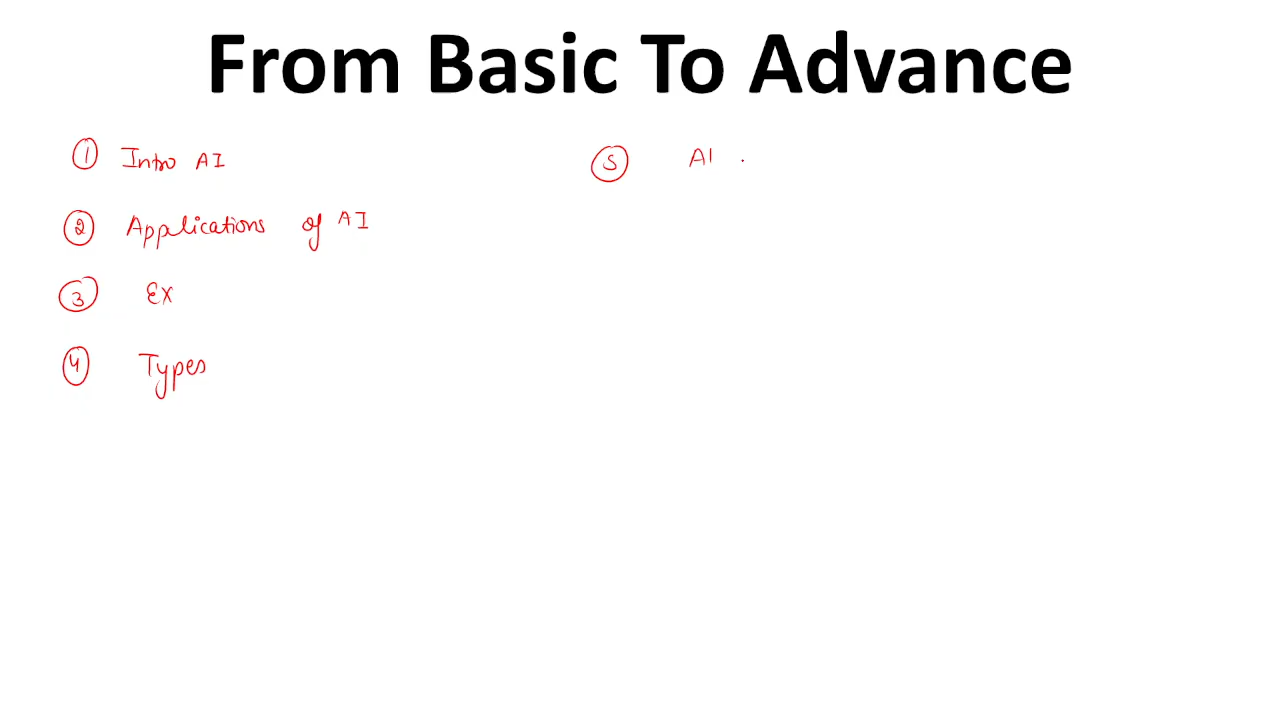 From Basic To Advance
① Intro AI
② Applications of AI
③ Ex
④ Types
⑤ AI .